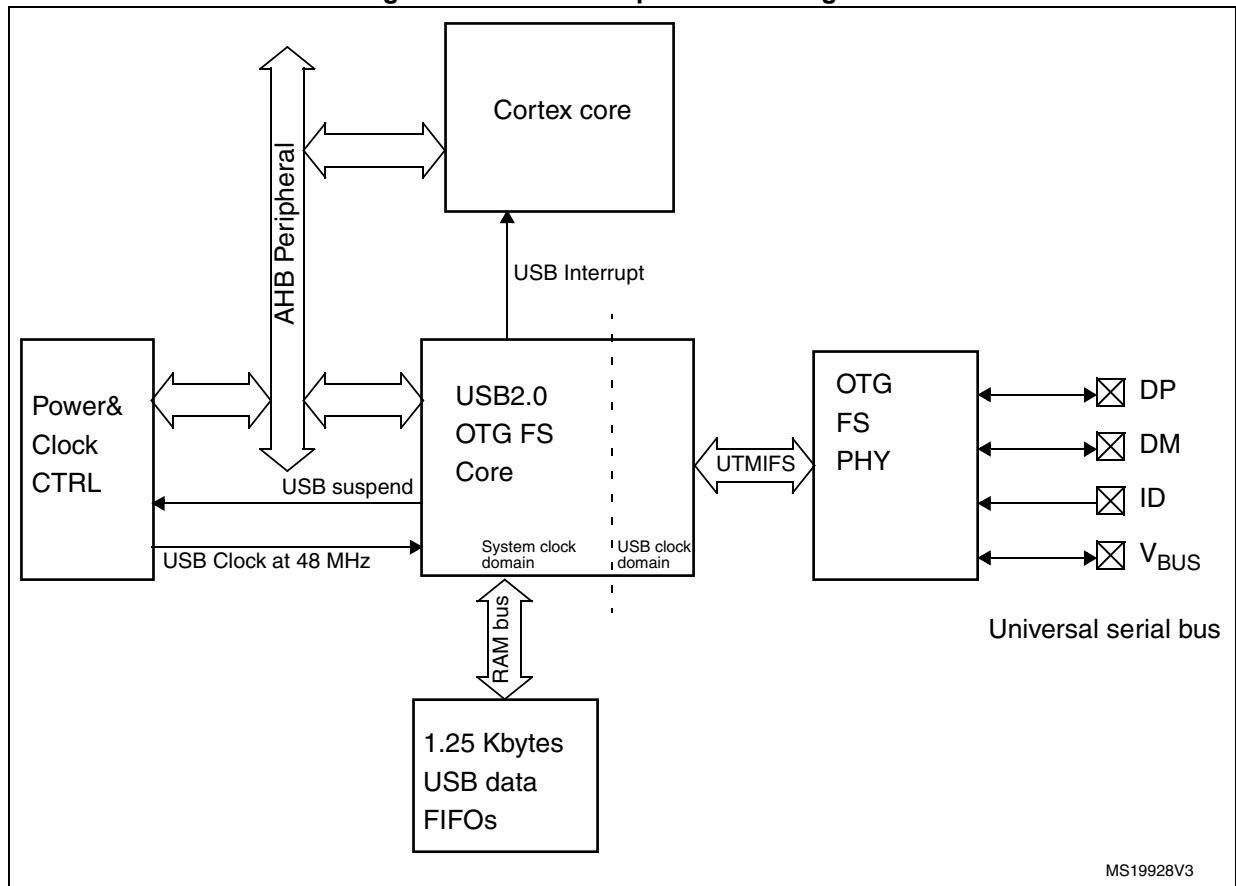 Cortex core
AHB Peripheral
USB Interrupt
Power&
Clock
CTRL
USB2.0
OTG FS
Core
OTG
FS
PHY
DP
DM
ID
VBUS
UTMIFS
USB suspend
USB Clock at 48 MHz
System clock
domain
USB clock
domain
Universal serial bus
RAM bus
1.25 Kbytes
USB data
FIFOs
MS19928V3